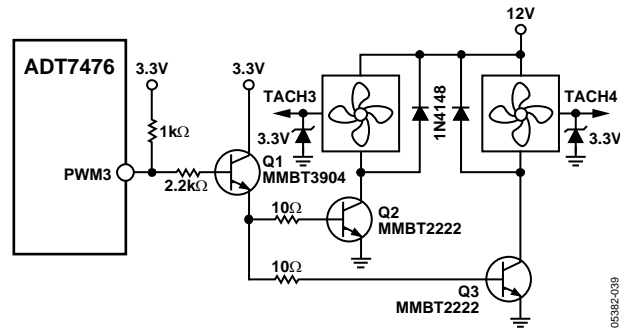 12V
ADT7476
3.3V
3.3V
TACH3
1N4148
TACH4
1kΩ
3.3V
3.3V
Q1
MMBT3904
PWM3
2.2kΩ
10Ω
Q2
MMBT2222
10Ω
Q3
MMBT2222
05382-039